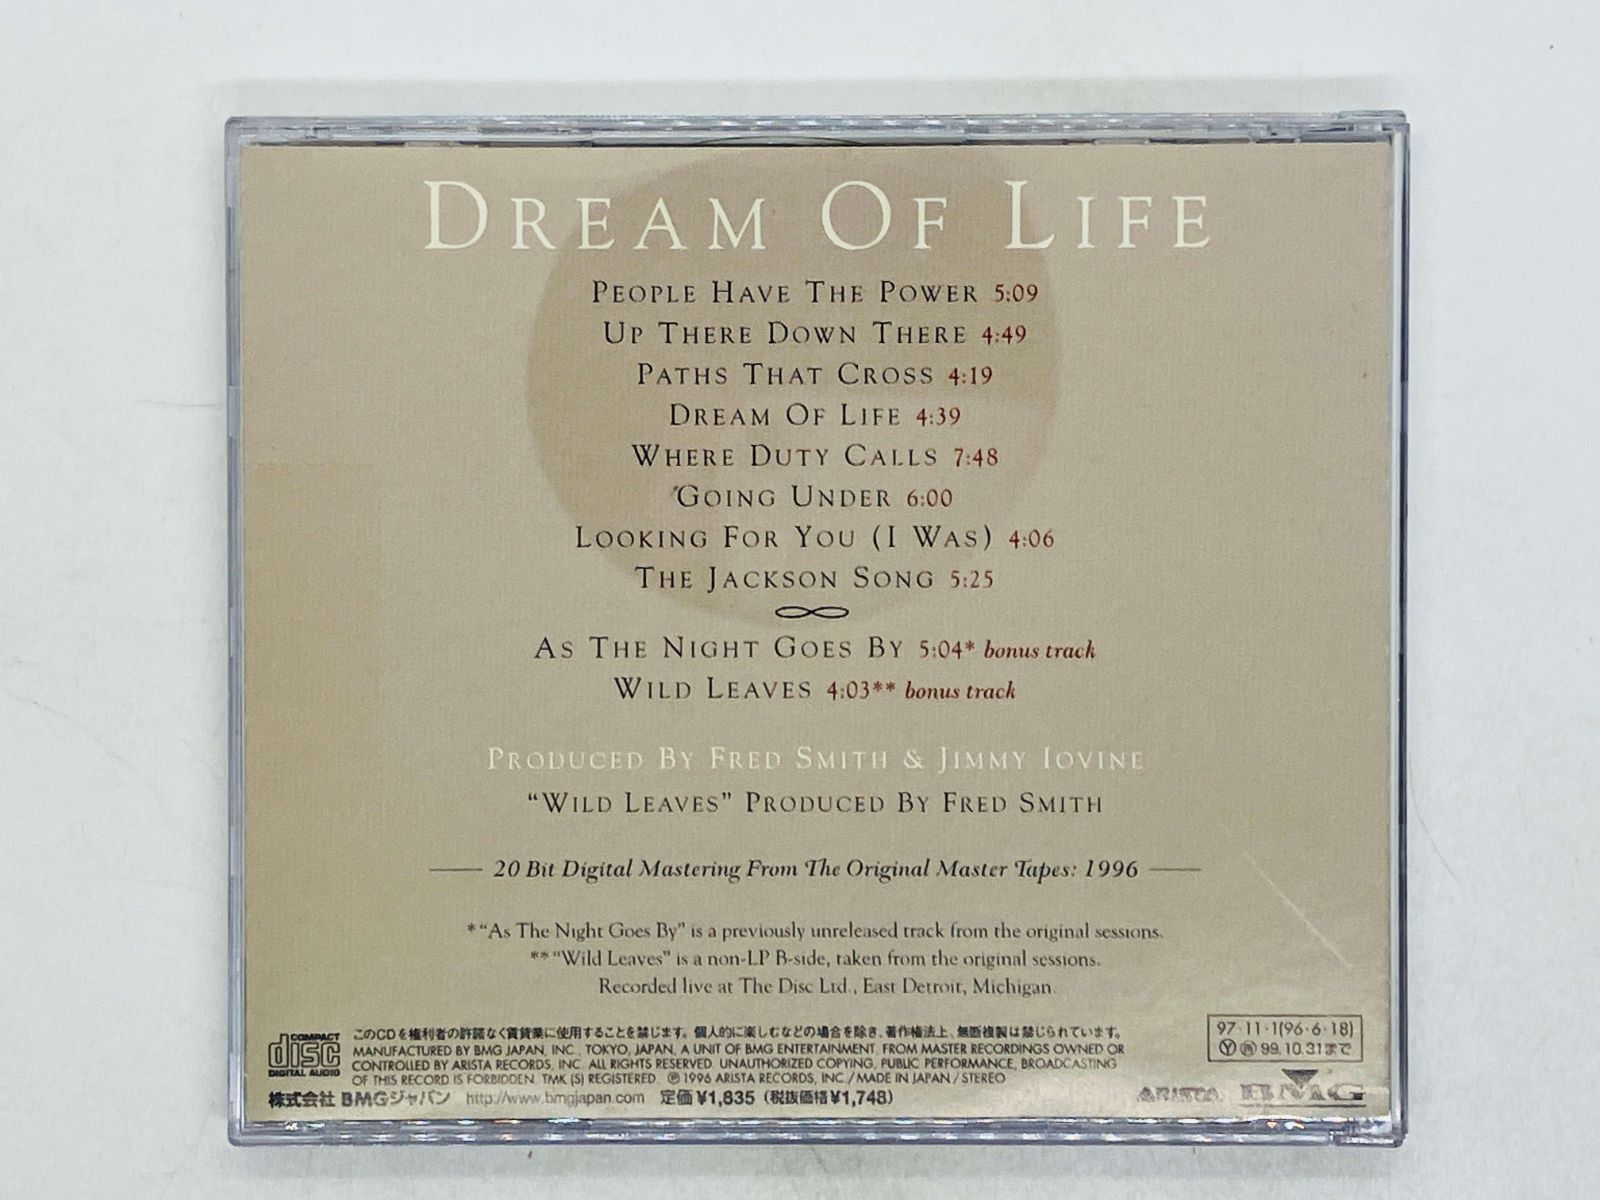 DREAM OF LIFE
PEOPLE HAVE THE POWER 5:09
UP THERE DOWN THERE 4:49
PATHS THAT CROSS 4:19
DREAM OF LIFE 4:39
WHERE DUTY CALLS 7:48
GOING UNDER 6:00
LOOKING FOR YOU (I WAS) 4:06
THE JACKSON SONG 5:25
AS THE NIGHT GOES BY 5:04* bonus track
WILD LEAVES 4:03** bonus track
PRODUCED BY FRED SMITH & JIMMY IOVINE
“WILD LEAVES” PRODUCED BY FRED SMITH
20 Bit Digital Mastering From The Original Master Tapes: 1996
*“As The Night Goes By” is a previously unreleased track from the original sessions.
**“Wild Leaves” is a non-LP B-side, taken from the original sessions.
Recorded live at The Disc Ltd., East Detroit, Michigan.
COMPACT
disc
DIGITAL AUDIO
このCDを権利者の許諾なく賃貸業に使用することを禁じます。個人的に楽しむなどの場合を除き、著作権法上、無断複製は禁じられています。
MANUFACTURED BY BMG JAPAN, INC., TOKYO, JAPAN, A UNIT OF BMG ENTERTAINMENT, FROM MASTER RECORDINGS OWNED OR
CONTROLLED BY ARISTA RECORDS, INC. ALL RIGHTS RESERVED. UNAUTHORIZED COPYING, PUBLIC PERFORMANCE, BROADCASTING
OF THIS RECORD IS FORBIDDEN. TMK (S) REGISTERED. ℗ 1996 ARISTA RECORDS, INC./MADE IN JAPAN/STEREO
株式会社 BMGジャパン http://www.bmgjapan.com 定価¥1,835（税抜価格¥1,748）
97・11・1(96・6・18)
Ⓨ㊢99.10.31まで
ARISTA BMG